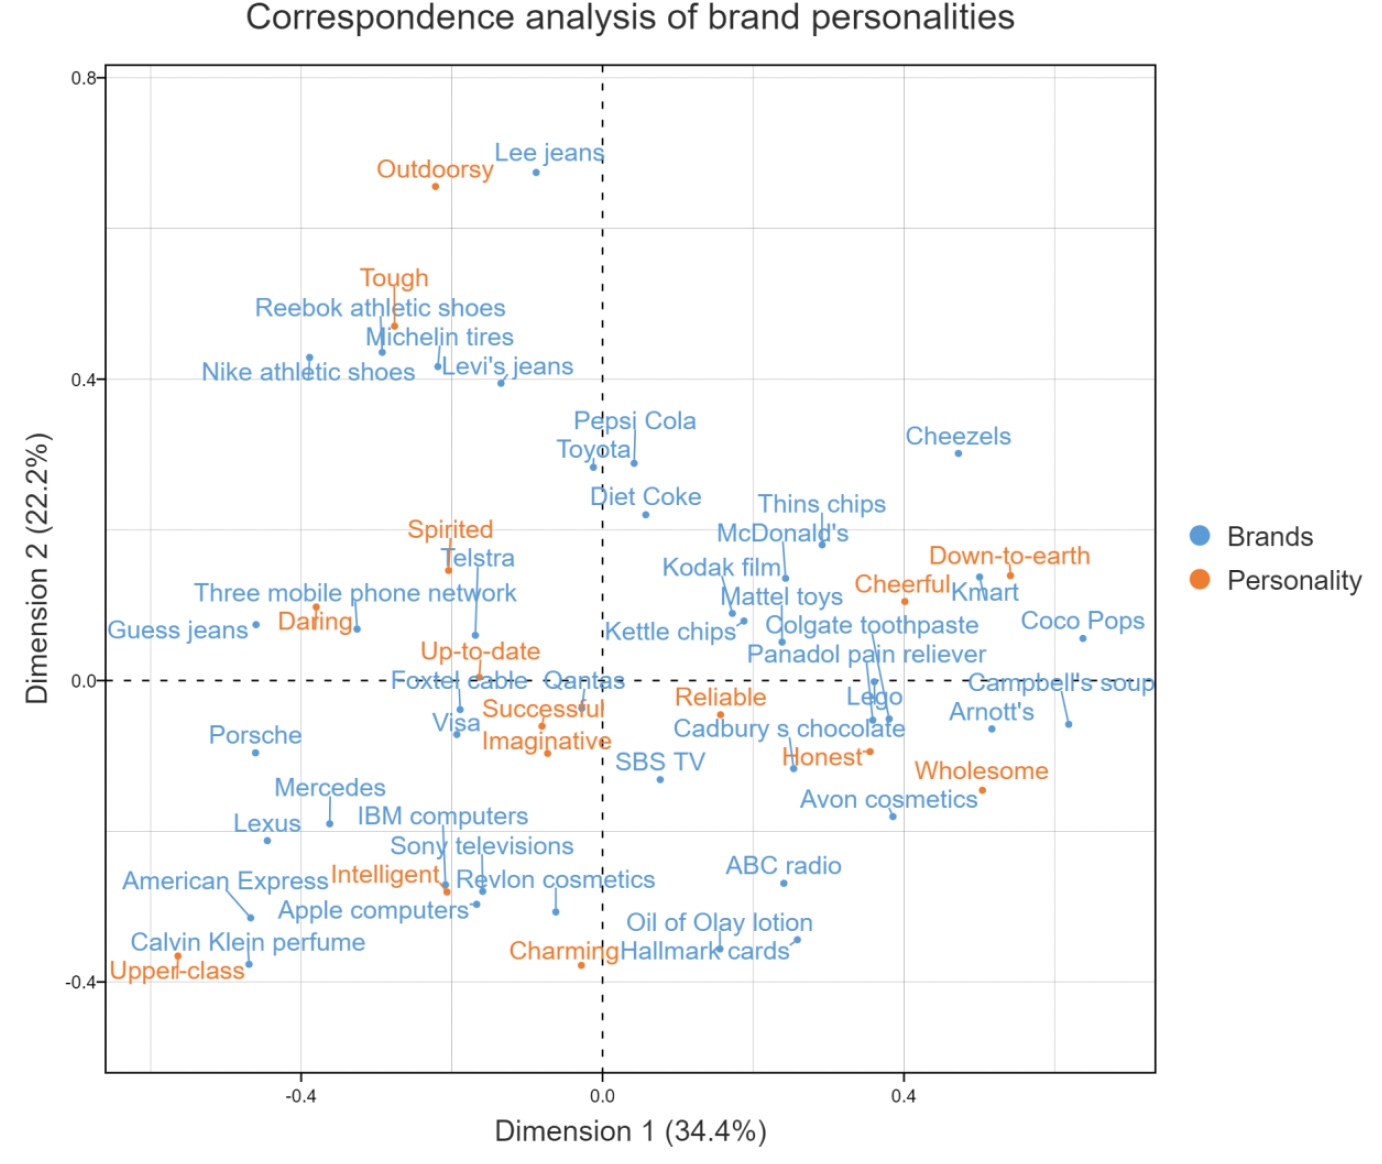 Correspondence analysis of brand personalities
0.8
Lee jeans
Outdoorsy
Tough
Reebok athletic shoes
Michelin tires
Nike athletic shoes
Levi's jeans
0.4
Pepsi Cola
Cheezels
Toyota
Diet Coke
Thins chips
Spirited
McDonald's
Brands
Telstra
Down-to-earth
Kodak film
Personality
Cheerful
Three mobile phone network
Kmart
Mattel toys
Daring
Coco Pops
Guess jeans
Kettle chips
Colgate toothpaste
Up-to-date
Panadol pain reliever
0.0
Foxtel cable
Qantas
Campbell's soup
Reliable
Lego
Successful
Arnott's
Visa
Cadbury s chocolate
Porsche
Imaginative
Honest
SBS TV
Wholesome
Mercedes
Avon cosmetics
IBM computers
Lexus
Sony televisions
ABC radio
Intelligent
American Express
Revlon cosmetics
Apple computers
Oil of Olay lotion
Calvin Klein perfume
Charming
Hallmark cards
Upper-class
-0.4
-0.4
0.0
0.4
Dimension 1 (34.4%)
Dimension 2 (22.2%)